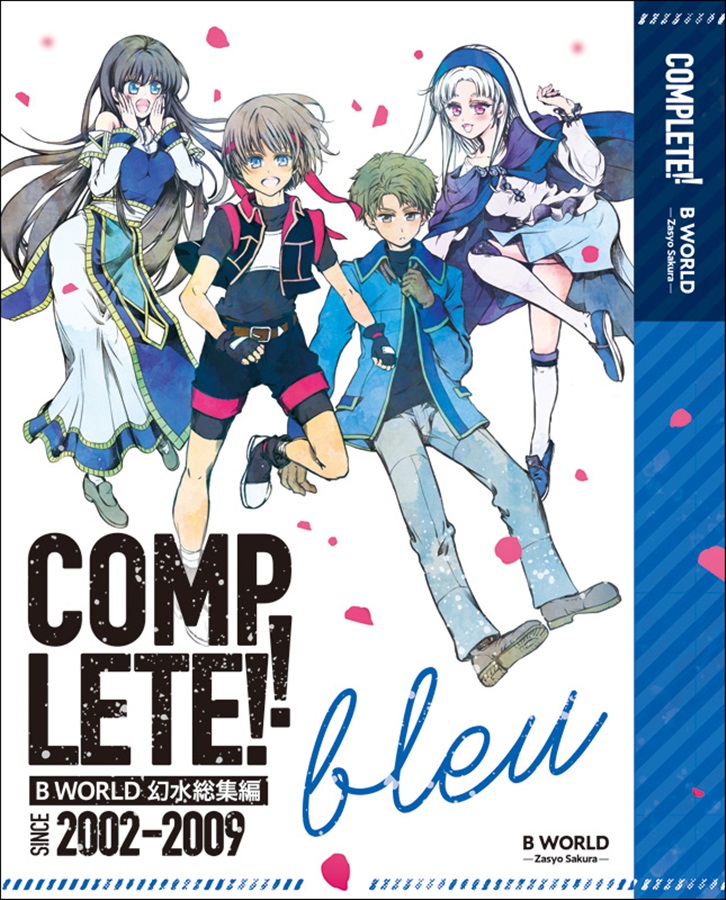 COMP
LETE!!
B WORLD 幻水総集編
SINCE 2002-2009
bleu
B WORLD
—Zasyo Sakura—
COMPLETE!!
B WORLD
—Zasyo Sakura—